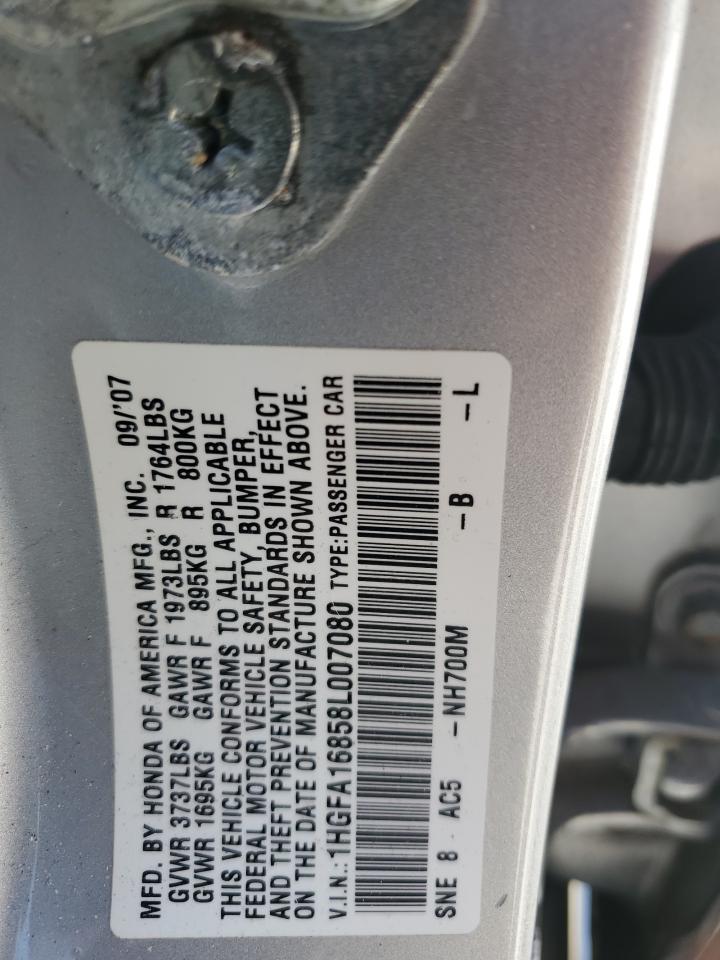 MFD. BY HONDA OF AMERICA MFG., INC. 09/'07
GVWR 3737LBS GAWR F 1973LBS R 1764LBS
GVWR 1695KG GAWR F 895KG R 800KG
THIS VEHICLE CONFORMS TO ALL APPLICABLE
FEDERAL MOTOR VEHICLE SAFETY, BUMPER,
AND THEFT PREVENTION STANDARDS IN EFFECT
ON THE DATE OF MANUFACTURE SHOWN ABOVE.
V.I.N.:1HGFA16858L007080 TYPE:PASSENGER CAR
SNE 8 - AC5 -NH700M -B -L